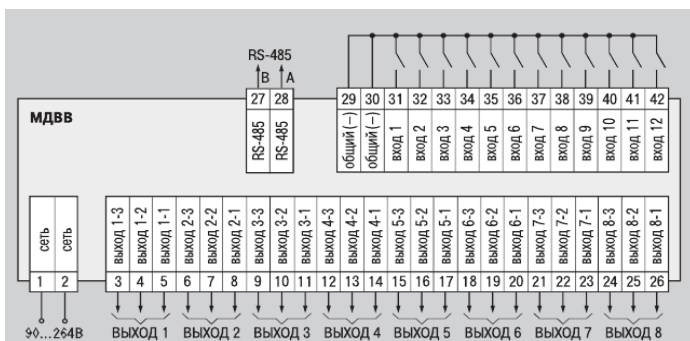 RS-485
B A
27 28 29 30 31 32 33 34 35 36 37 38 39 40 41 42
МДВВ
RS-485 RS-485 общий(–) общий(–) вход 1 вход 2 вход 3 вход 4 вход 5 вход 6 вход 7 вход 8 вход 9 вход 10 вход 11 вход 12
сеть сеть выход 1-3 выход 1-2 выход 1-1 выход 2-3 выход 2-2 выход 2-1 выход 3-3 выход 3-2 выход 3-1 выход 4-3 выход 4-2 выход 4-1 выход 5-3 выход 5-2 выход 5-1 выход 6-3 выход 6-2 выход 6-1 выход 7-3 выход 7-2 выход 7-1 выход 8-3 выход 8-2 выход 8-1
1 2 3 4 5 6 7 8 9 10 11 12 13 14 15 16 17 18 19 20 21 22 23 24 25 26
90...264В ВЫХОД 1 ВЫХОД 2 ВЫХОД 3 ВЫХОД 4 ВЫХОД 5 ВЫХОД 6 ВЫХОД 7 ВЫХОД 8